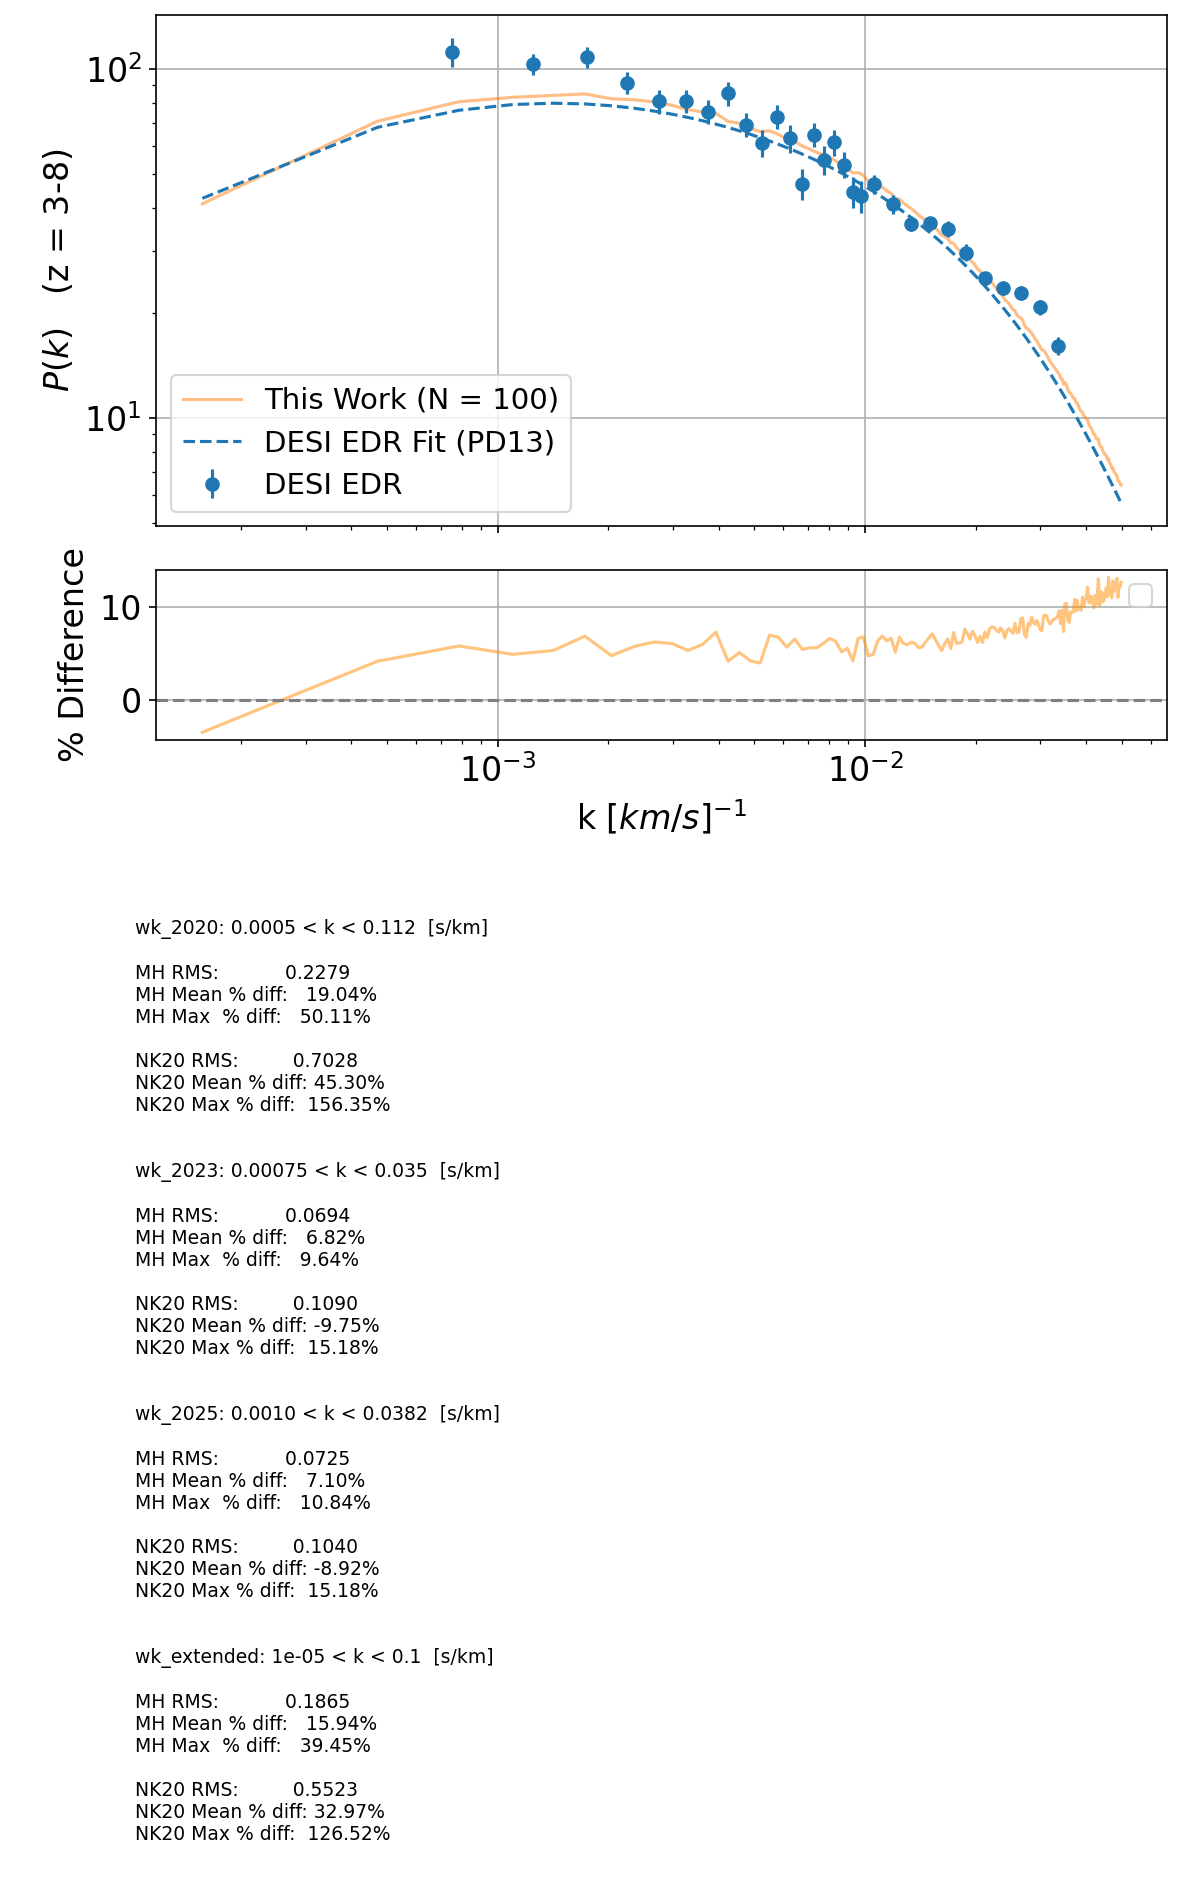 10²
10¹
P(k) (z = 3-8)
This Work (N = 100)
DESI EDR Fit (PD13)
DESI EDR
10
0
% Difference
10⁻³ 10⁻²
k [km/s]⁻¹
wk_2020: 0.0005 < k < 0.112 [s/km]
MH RMS: 0.2279
MH Mean % diff: 19.04%
MH Max % diff: 50.11%
NK20 RMS: 0.7028
NK20 Mean % diff: 45.30%
NK20 Max % diff: 156.35%
wk_2023: 0.00075 < k < 0.035 [s/km]
MH RMS: 0.0694
MH Mean % diff: 6.82%
MH Max % diff: 9.64%
NK20 RMS: 0.1090
NK20 Mean % diff: -9.75%
NK20 Max % diff: 15.18%
wk_2025: 0.0010 < k < 0.0382 [s/km]
MH RMS: 0.0725
MH Mean % diff: 7.10%
MH Max % diff: 10.84%
NK20 RMS: 0.1040
NK20 Mean % diff: -8.92%
NK20 Max % diff: 15.18%
wk_extended: 1e-05 < k < 0.1 [s/km]
MH RMS: 0.1865
MH Mean % diff: 15.94%
MH Max % diff: 39.45%
NK20 RMS: 0.5523
NK20 Mean % diff: 32.97%
NK20 Max % diff: 126.52%